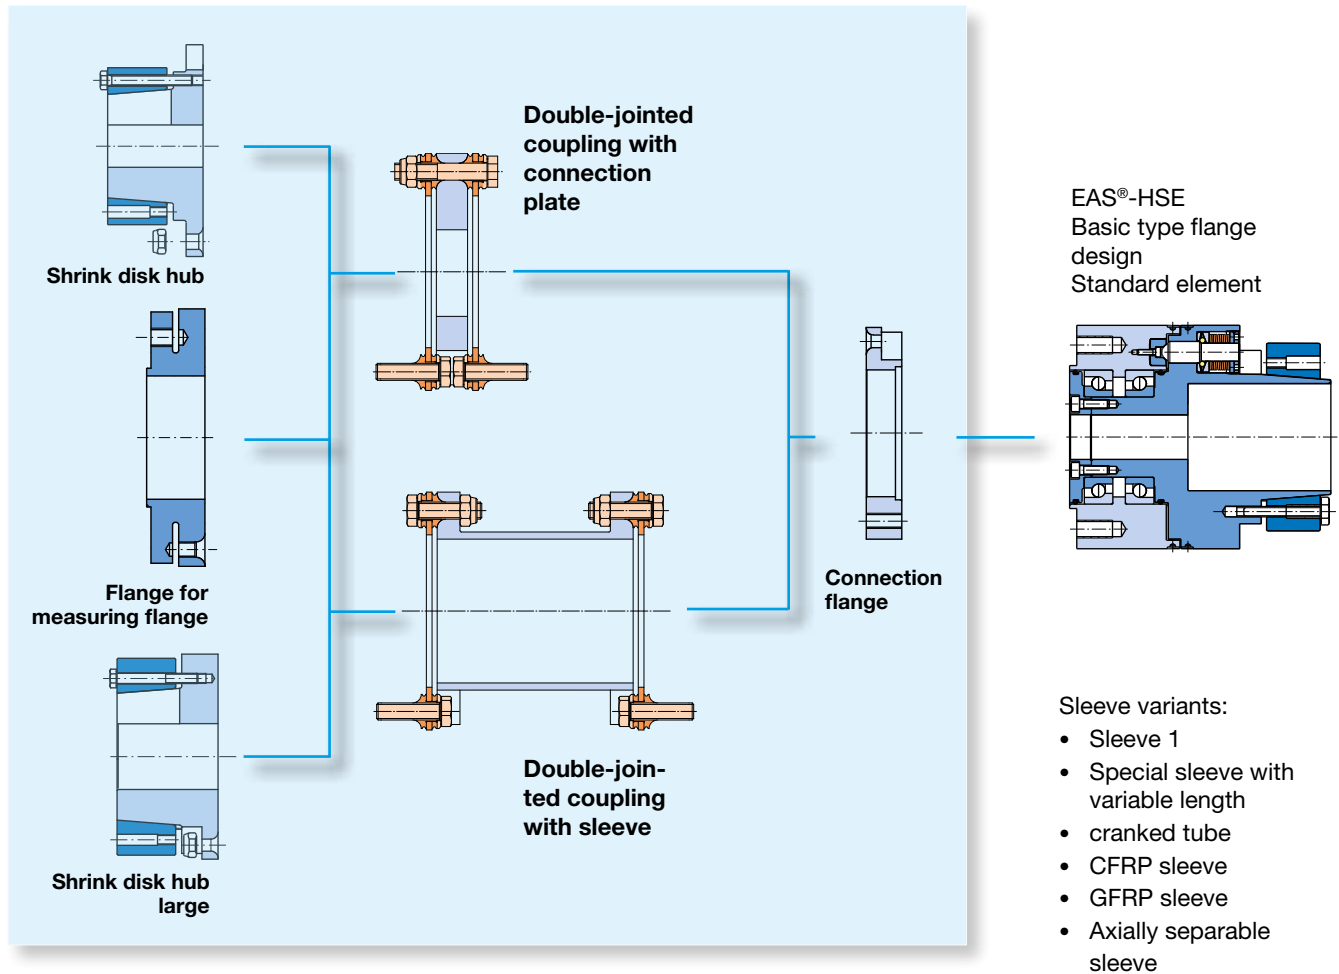 Shrink disk hub
Flange for
measuring flange
Shrink disk hub
large
Double-jointed
coupling with
connection
plate
Double-join-
ted coupling
with sleeve
Connection
flange
EAS®-HSE
Basic type flange
design
Standard element
Sleeve variants:
• Sleeve 1
• Special sleeve with
variable length
• cranked tube
• CFRP sleeve
• GFRP sleeve
• Axially separable
sleeve